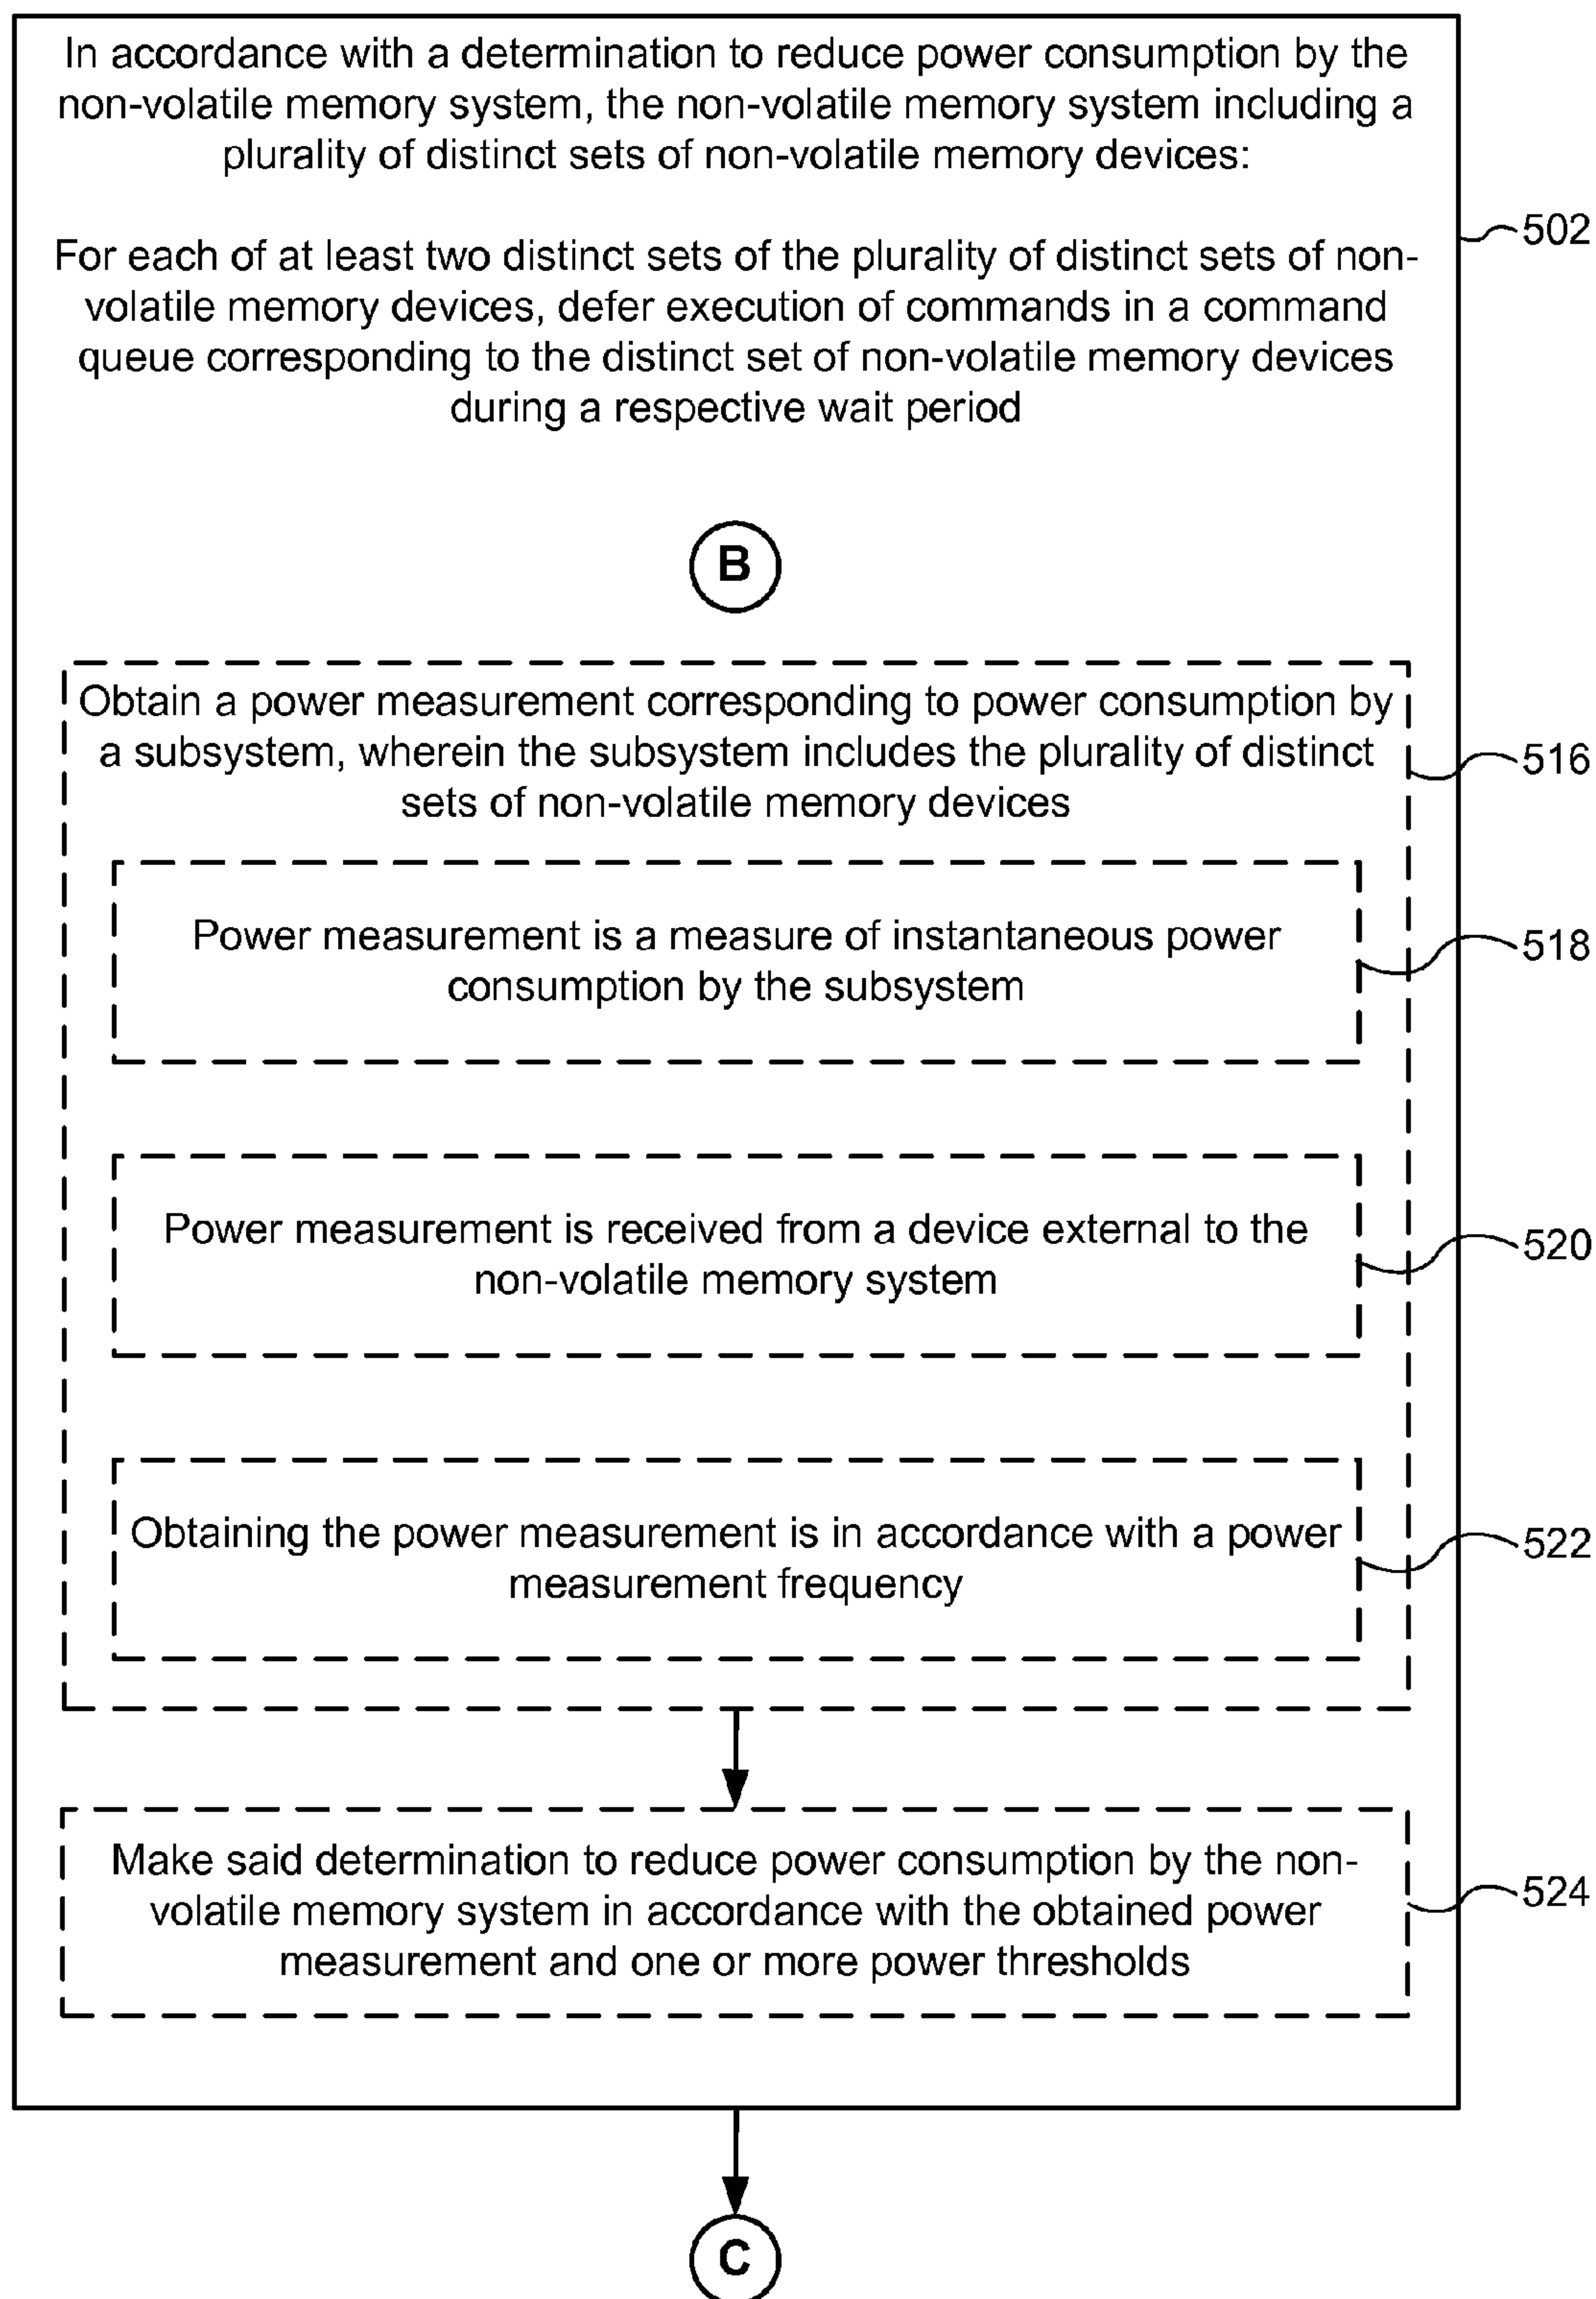 In accordance with a determination to reduce power consumption by the
non-volatile memory system, the non-volatile memory system including a
plurality of distinct sets of non-volatile memory devices:
For each of at least two distinct sets of the plurality of distinct sets of non-
volatile memory devices, defer execution of commands in a command
queue corresponding to the distinct set of non-volatile memory devices
during a respective wait period
502
B
Obtain a power measurement corresponding to power consumption by
a subsystem, wherein the subsystem includes the plurality of distinct
sets of non-volatile memory devices
516
Power measurement is a measure of instantaneous power
consumption by the subsystem
518
Power measurement is received from a device external to the
non-volatile memory system
520
Obtaining the power measurement is in accordance with a power
measurement frequency
522
Make said determination to reduce power consumption by the non-
volatile memory system in accordance with the obtained power
measurement and one or more power thresholds
524
C